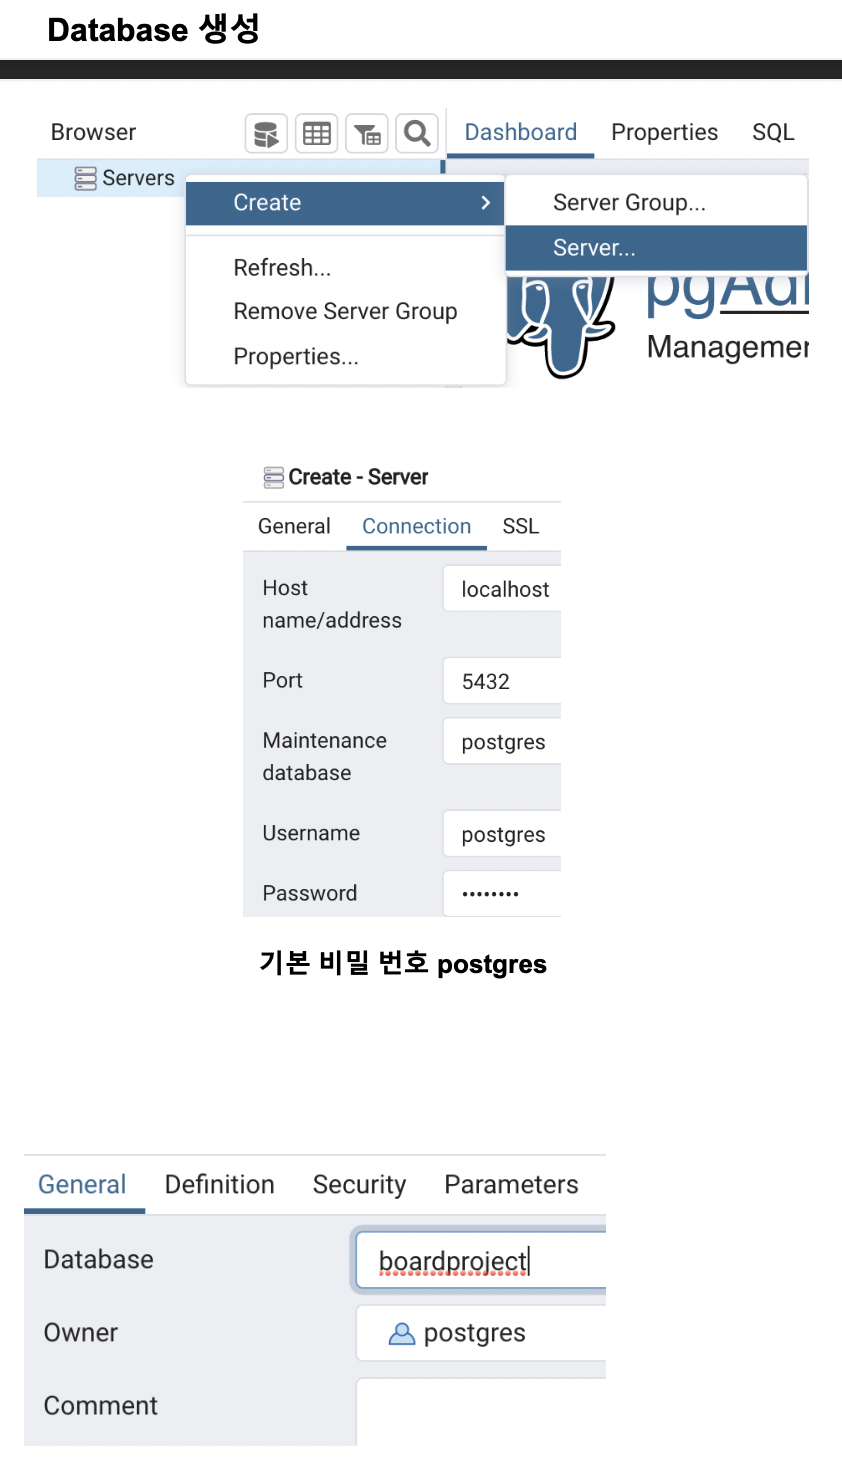 Database 생성
Browser
Dashboard Properties SQL
Servers
Create
Server Group...
Server...
Refresh...
Remove Server Group
Properties...
Managemen
Create - Server
General Connection SSL
Host name/address
localhost
Port
5432
Maintenance database
postgres
Username
postgres
Password
••••••••
기본 비밀 번호 postgres
General Definition Security Parameters
Database
boardproject
Owner
postgres
Comment